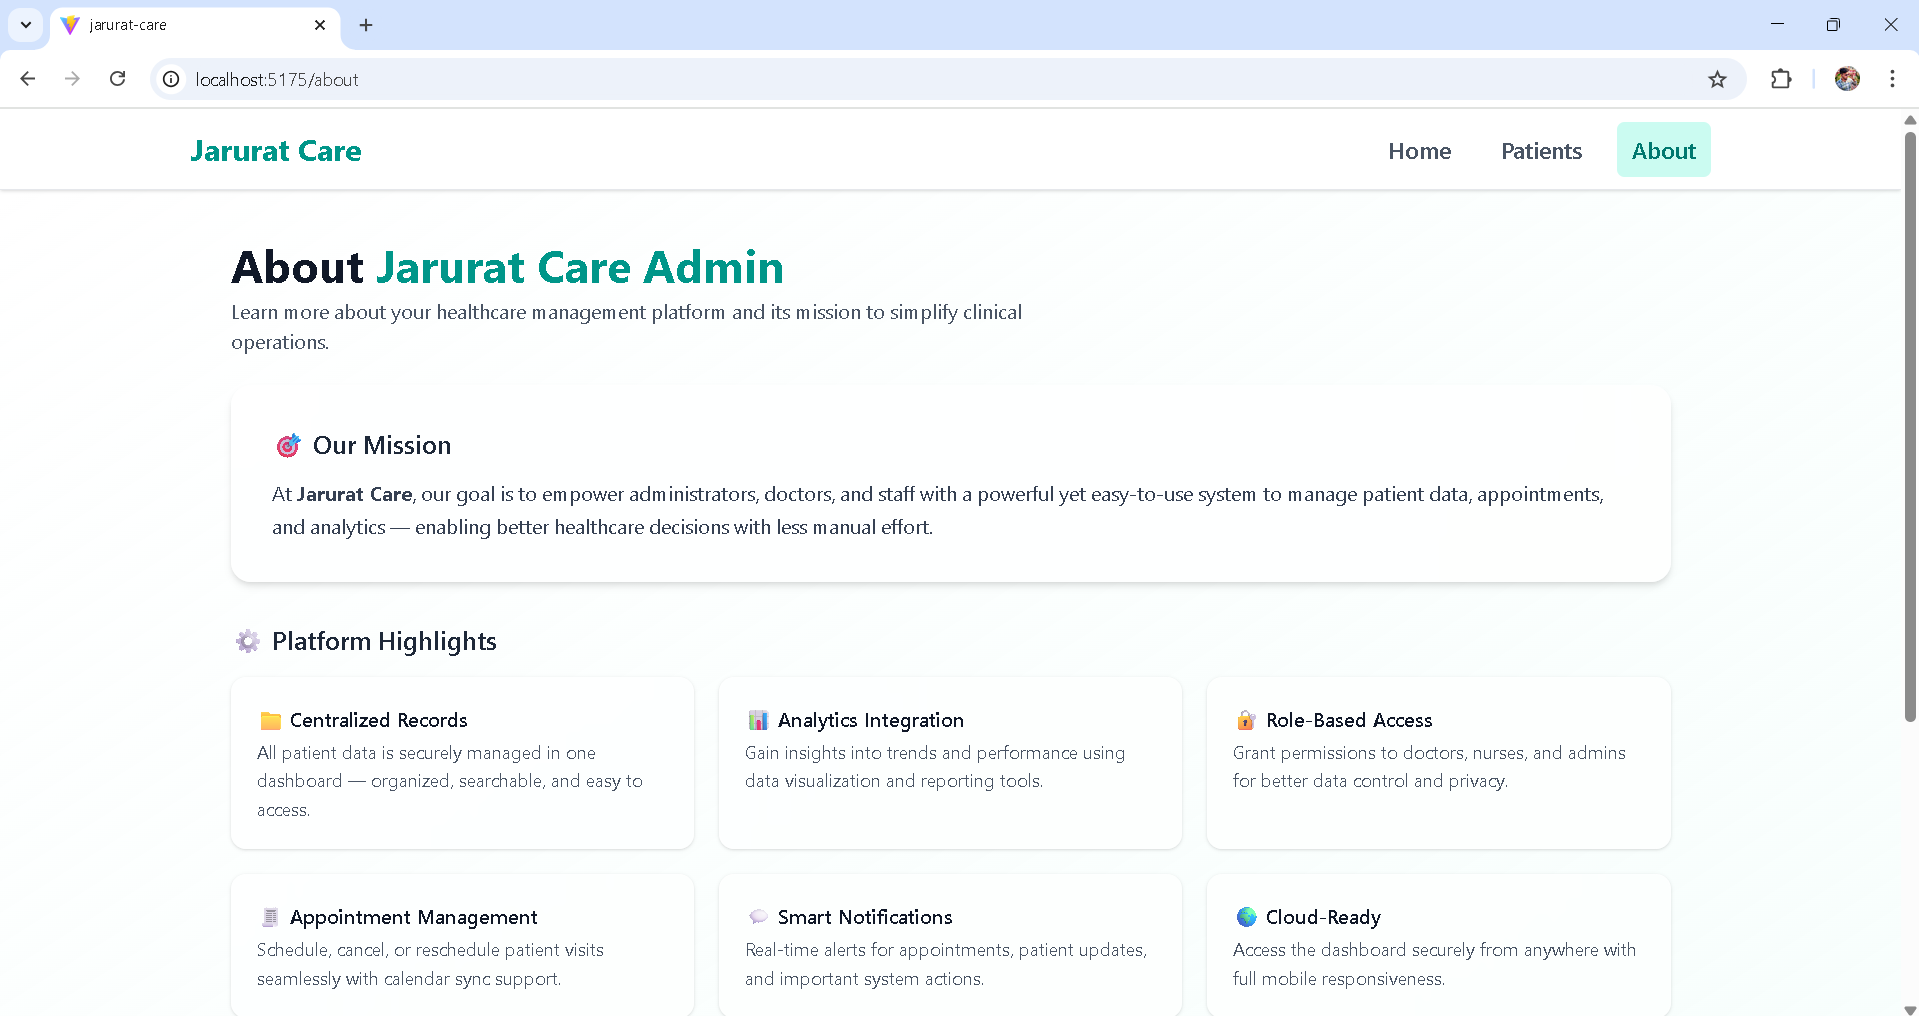 jarurat-care
localhost:5175/about
Jarurat Care
Home
Patients
About
About Jarurat Care Admin
Learn more about your healthcare management platform and its mission to simplify clinical
operations.
🎯 Our Mission
At Jarurat Care, our goal is to empower administrators, doctors, and staff with a powerful yet easy-to-use system to manage patient data, appointments,
and analytics — enabling better healthcare decisions with less manual effort.
⚙️ Platform Highlights
📁 Centralized Records
All patient data is securely managed in one
dashboard — organized, searchable, and easy to
access.
📊 Analytics Integration
Gain insights into trends and performance using
data visualization and reporting tools.
🔐 Role-Based Access
Grant permissions to doctors, nurses, and admins
for better data control and privacy.
🧾 Appointment Management
Schedule, cancel, or reschedule patient visits
seamlessly with calendar sync support.
💬 Smart Notifications
Real-time alerts for appointments, patient updates,
and important system actions.
🌍 Cloud-Ready
Access the dashboard securely from anywhere with
full mobile responsiveness.